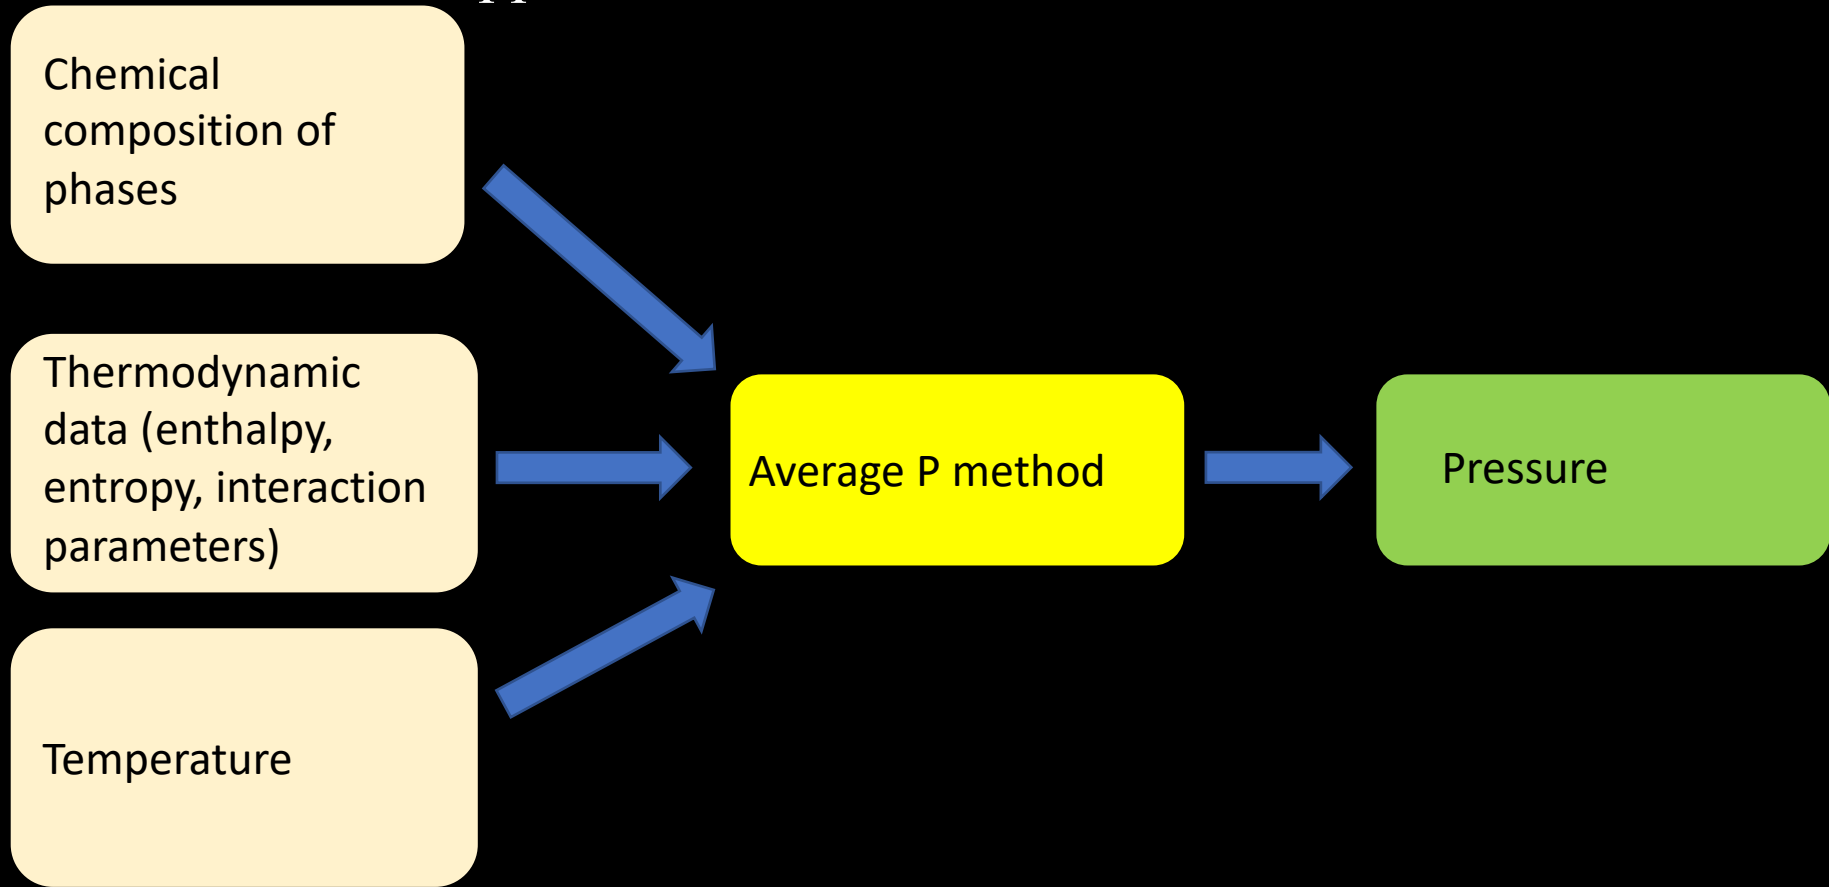 Chemical
composition of
phases
Thermodynamic
data (enthalpy,
entropy, interaction
parameters)
Average P method
Pressure
Temperature